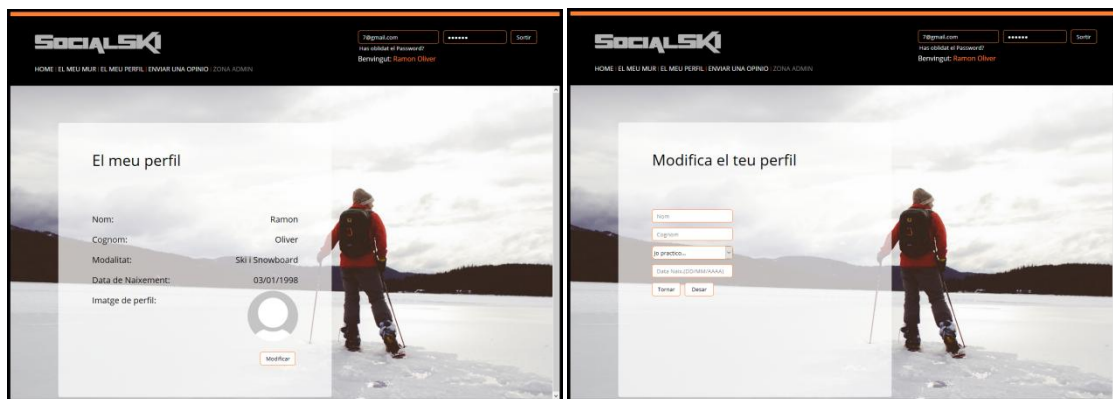 SOCIALSKI
7@gmail.com
Sortir
Has oblidat el Password?
Benvingut: Ramon Oliver
HOME | EL MEU MUR | EL MEU PERFIL | ENVIAR UNA OPINIO | ZONA ADMIN
El meu perfil
Nom: Ramon
Cognom: Oliver
Modalitat: Ski i Snowboard
Data de Naixement: 03/01/1998
Imatge de perfil:
Modificar
SOCIALSKI
7@gmail.com
Sortir
Has oblidat el Password?
Benvingut: Ramon Oliver
HOME | EL MEU MUR | EL MEU PERFIL | ENVIAR UNA OPINIO | ZONA ADMIN
Modifica el teu perfil
Nom
Cognom
Jo practico...
Data Naix.(DD/MM/AAAA)
Tornar Desar